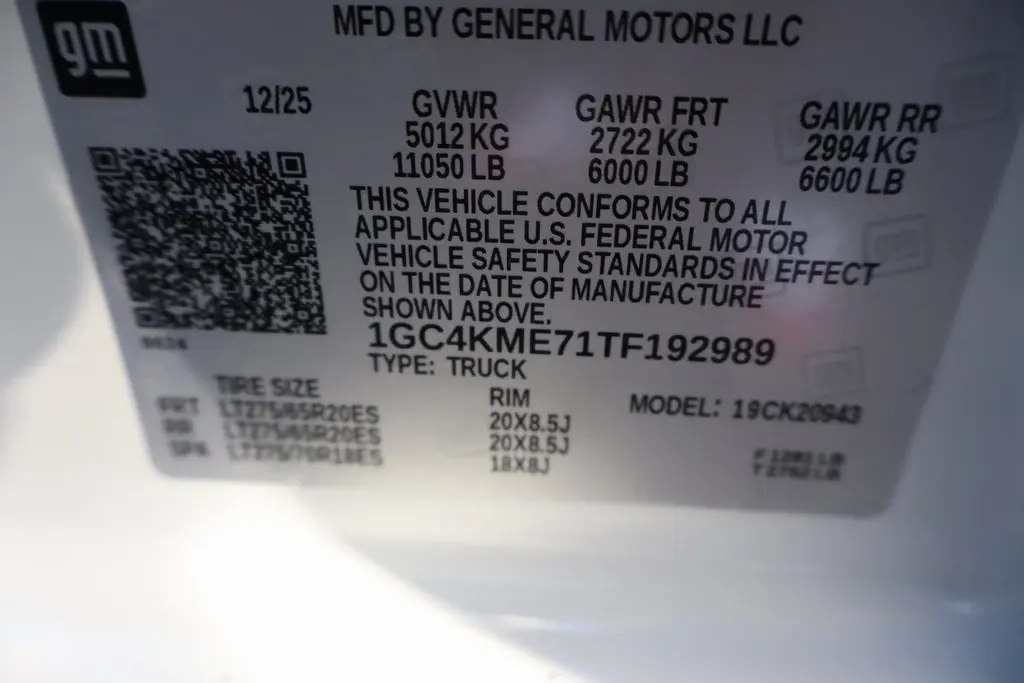 gm
MFD BY GENERAL MOTORS LLC
12/25 GVWR GAWR FRT GAWR RR
5012 KG 2722 KG 2994 KG
11050 LB 6000 LB 6600 LB
THIS VEHICLE CONFORMS TO ALL
APPLICABLE U.S. FEDERAL MOTOR
VEHICLE SAFETY STANDARDS IN EFFECT
ON THE DATE OF MANUFACTURE
SHOWN ABOVE.
1GC4KME71TF192989
TYPE: TRUCK
TIRE SIZE RIM MODEL: 19CK20943
FRT LT275/65R20ES 20X8.5J
RR LT275/65R20ES 20X8.5J
SPR LT275/70R18ES 18X8J